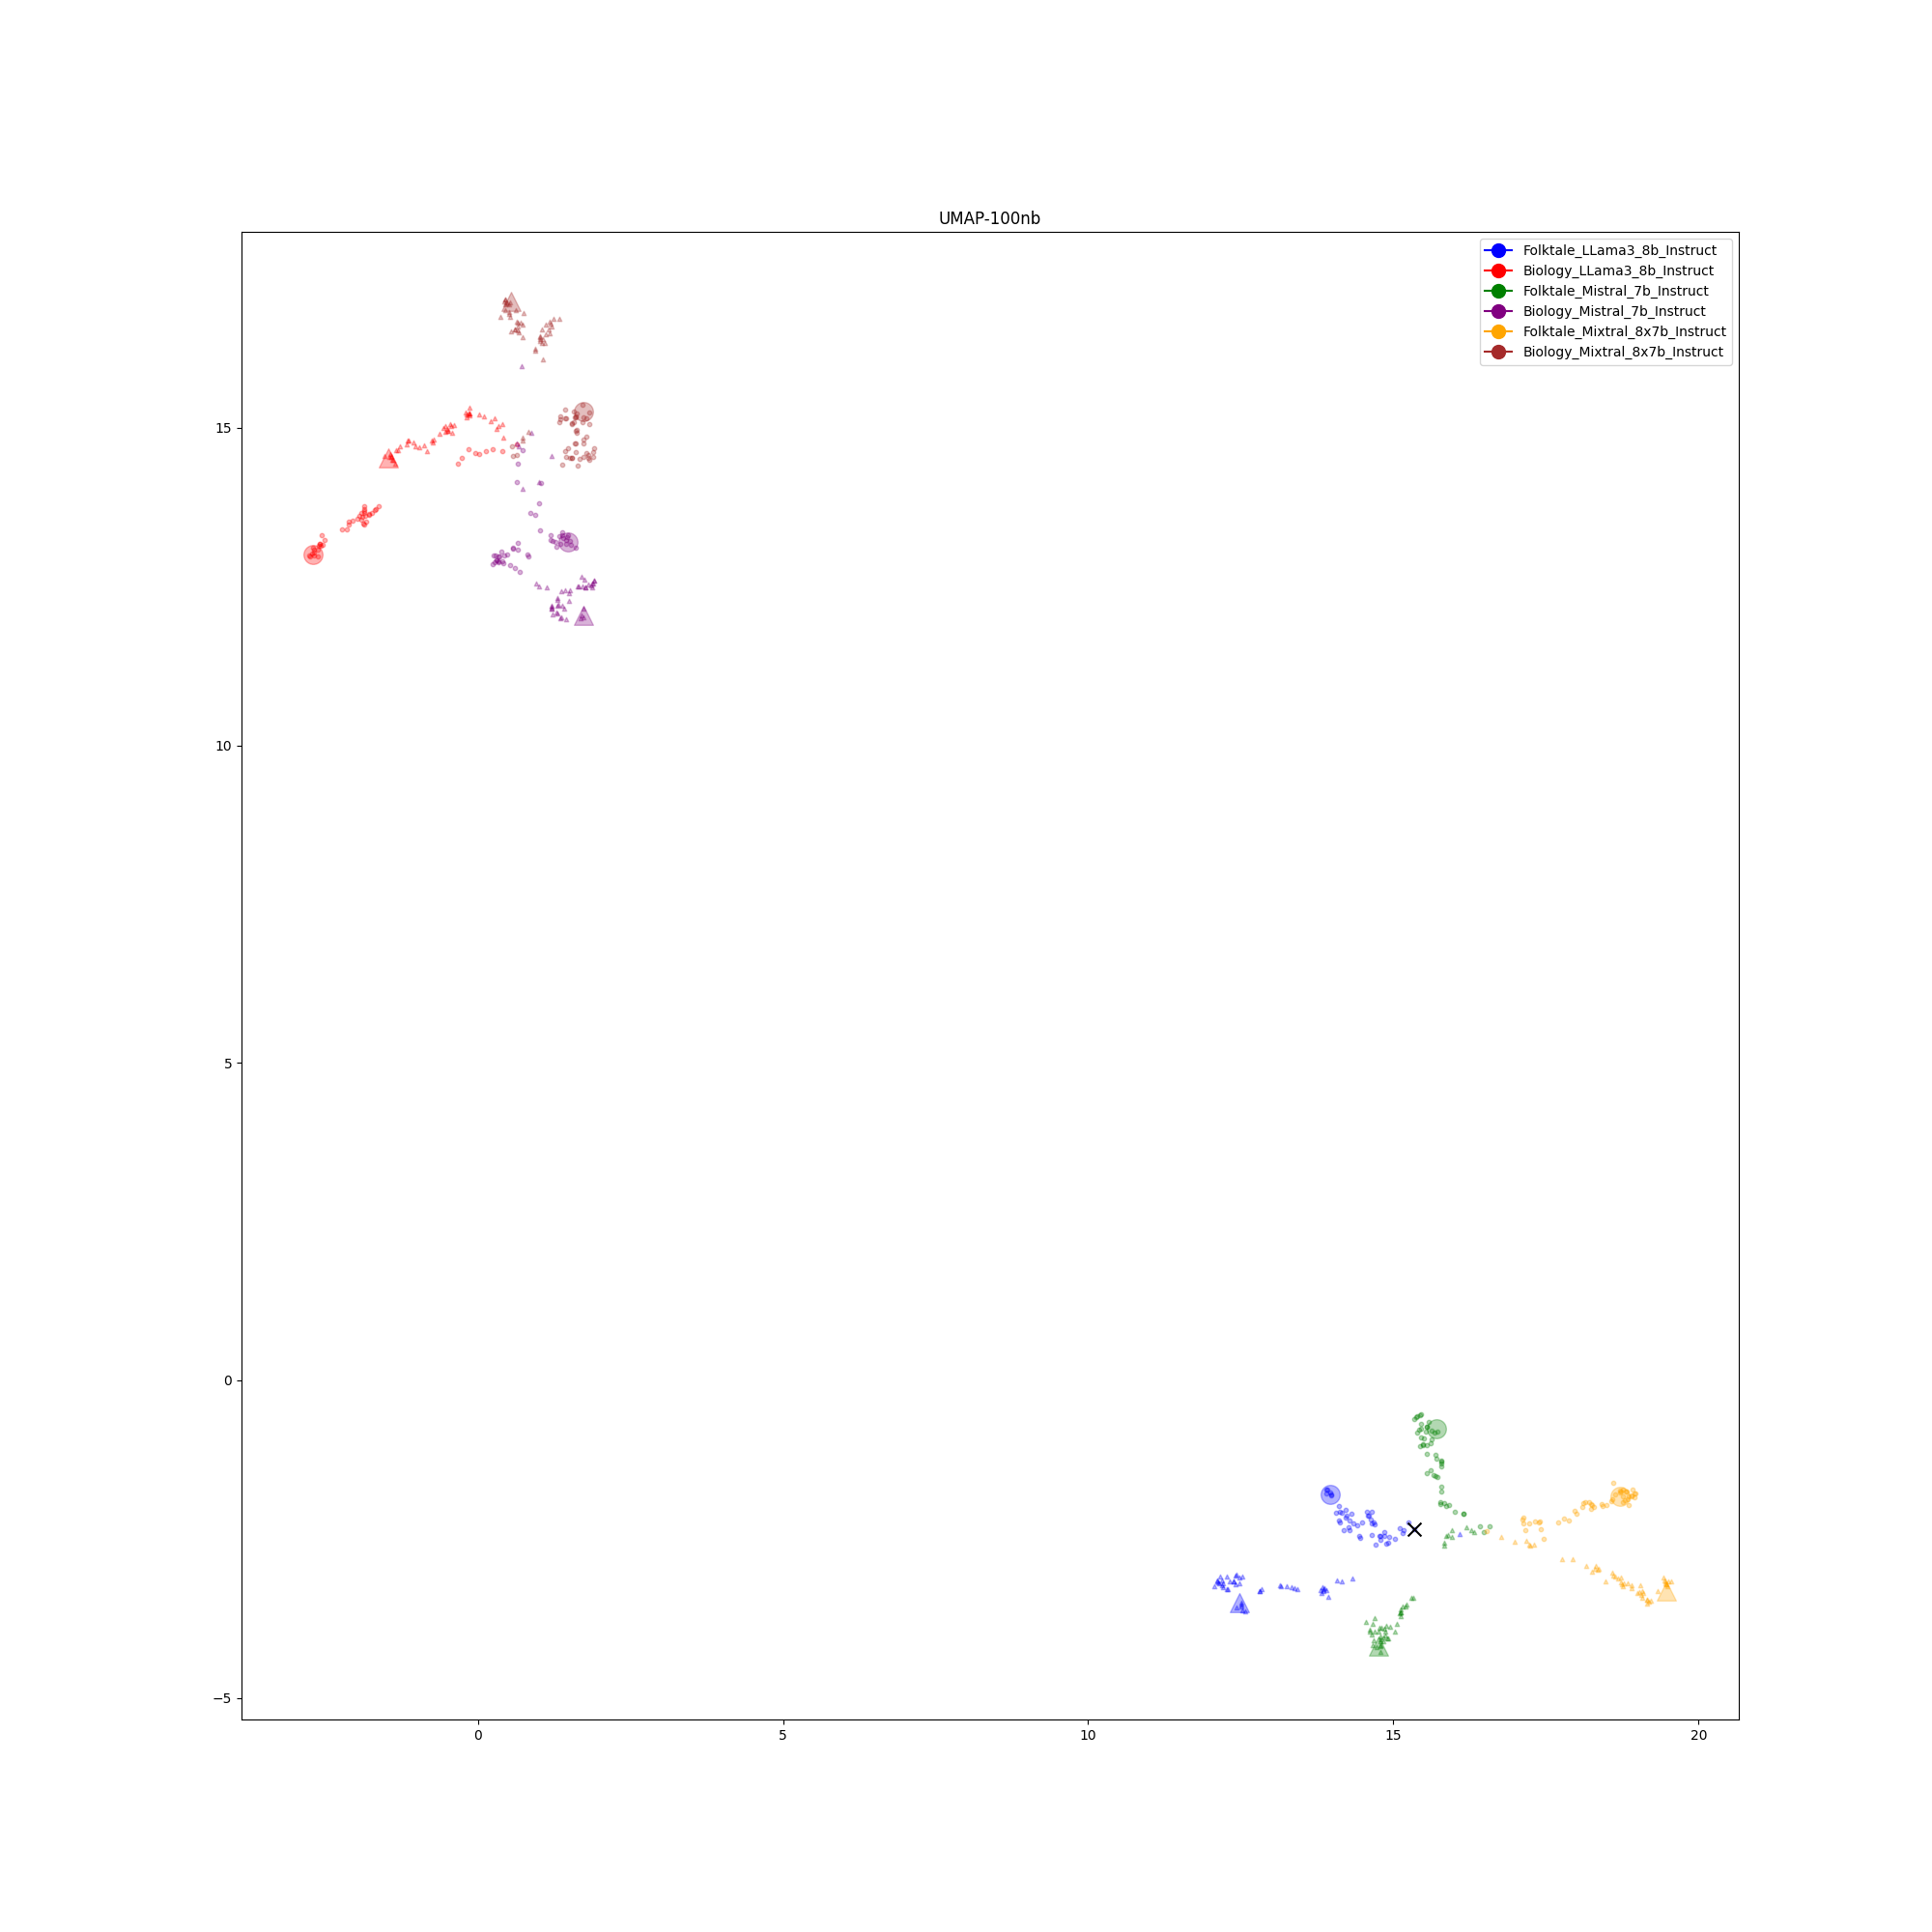 UMAP-100nb
Folktale_LLama3_8b_Instruct
Biology_LLama3_8b_Instruct
Folktale_Mistral_7b_Instruct
Biology_Mistral_7b_Instruct
Folktale_Mixtral_8x7b_Instruct
Biology_Mixtral_8x7b_Instruct
15
10
5
0
−5
0 5 10 15 20